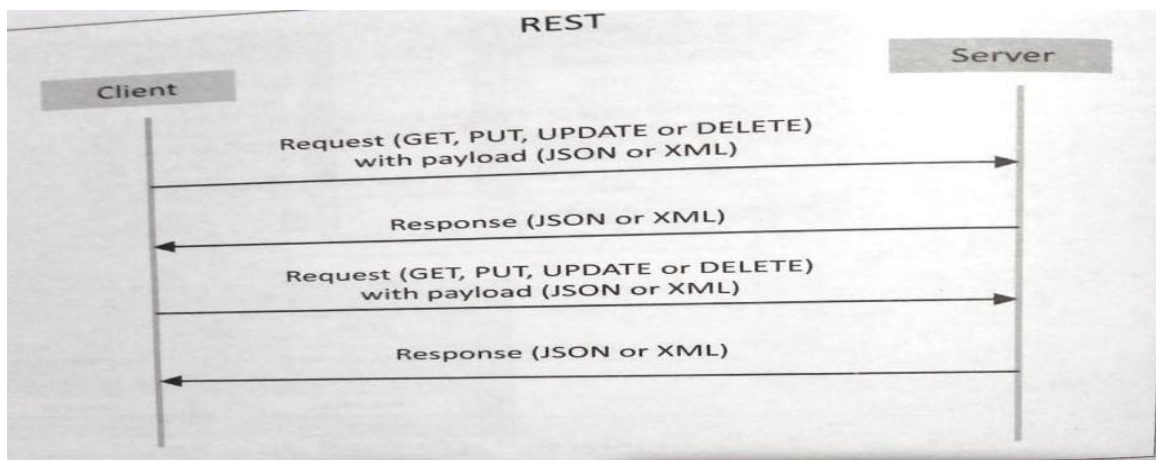 REST
Client
Server
Request (GET, PUT, UPDATE or DELETE)
with payload (JSON or XML)
Response (JSON or XML)
Request (GET, PUT, UPDATE or DELETE)
with payload (JSON or XML)
Response (JSON or XML)